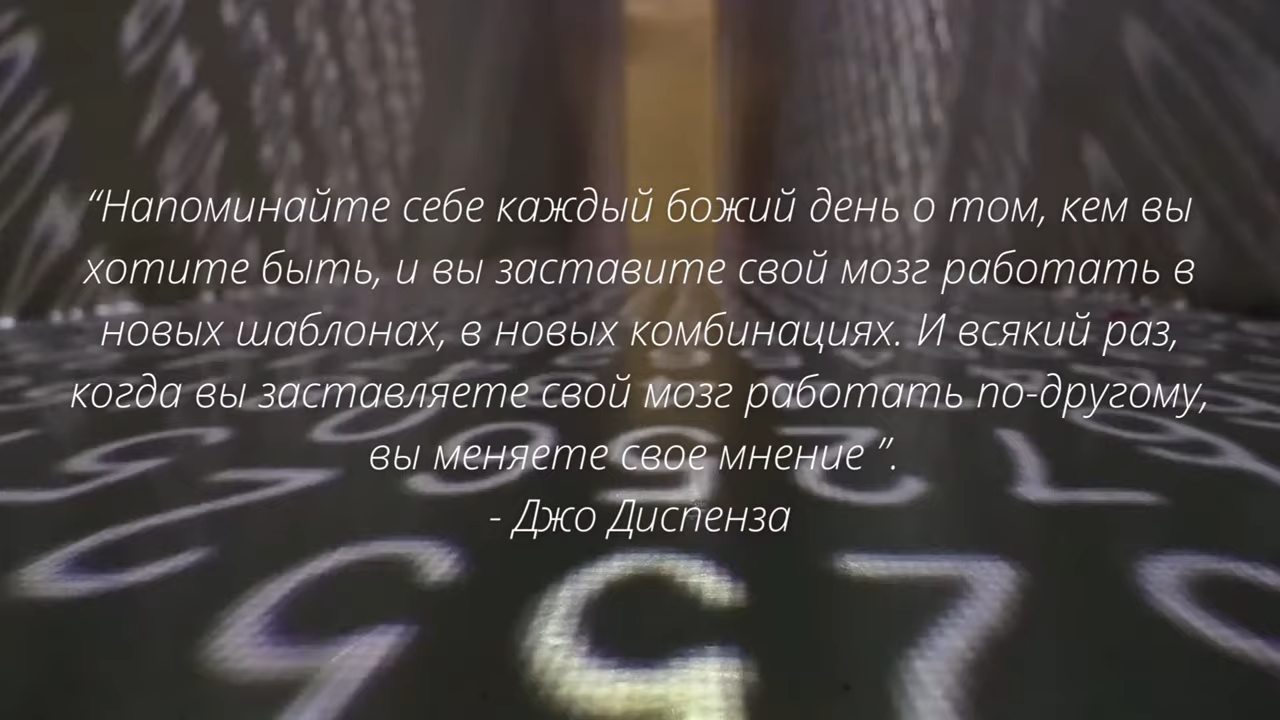 “Напоминайте себе каждый божий день о том, кем вы
хотите быть, и вы заставите свой мозг работать в
новых шаблонах, в новых комбинациях. И всякий раз,
когда вы заставляете свой мозг работать по-другому,
вы меняете свое мнение ”.
- Джо Диспенза